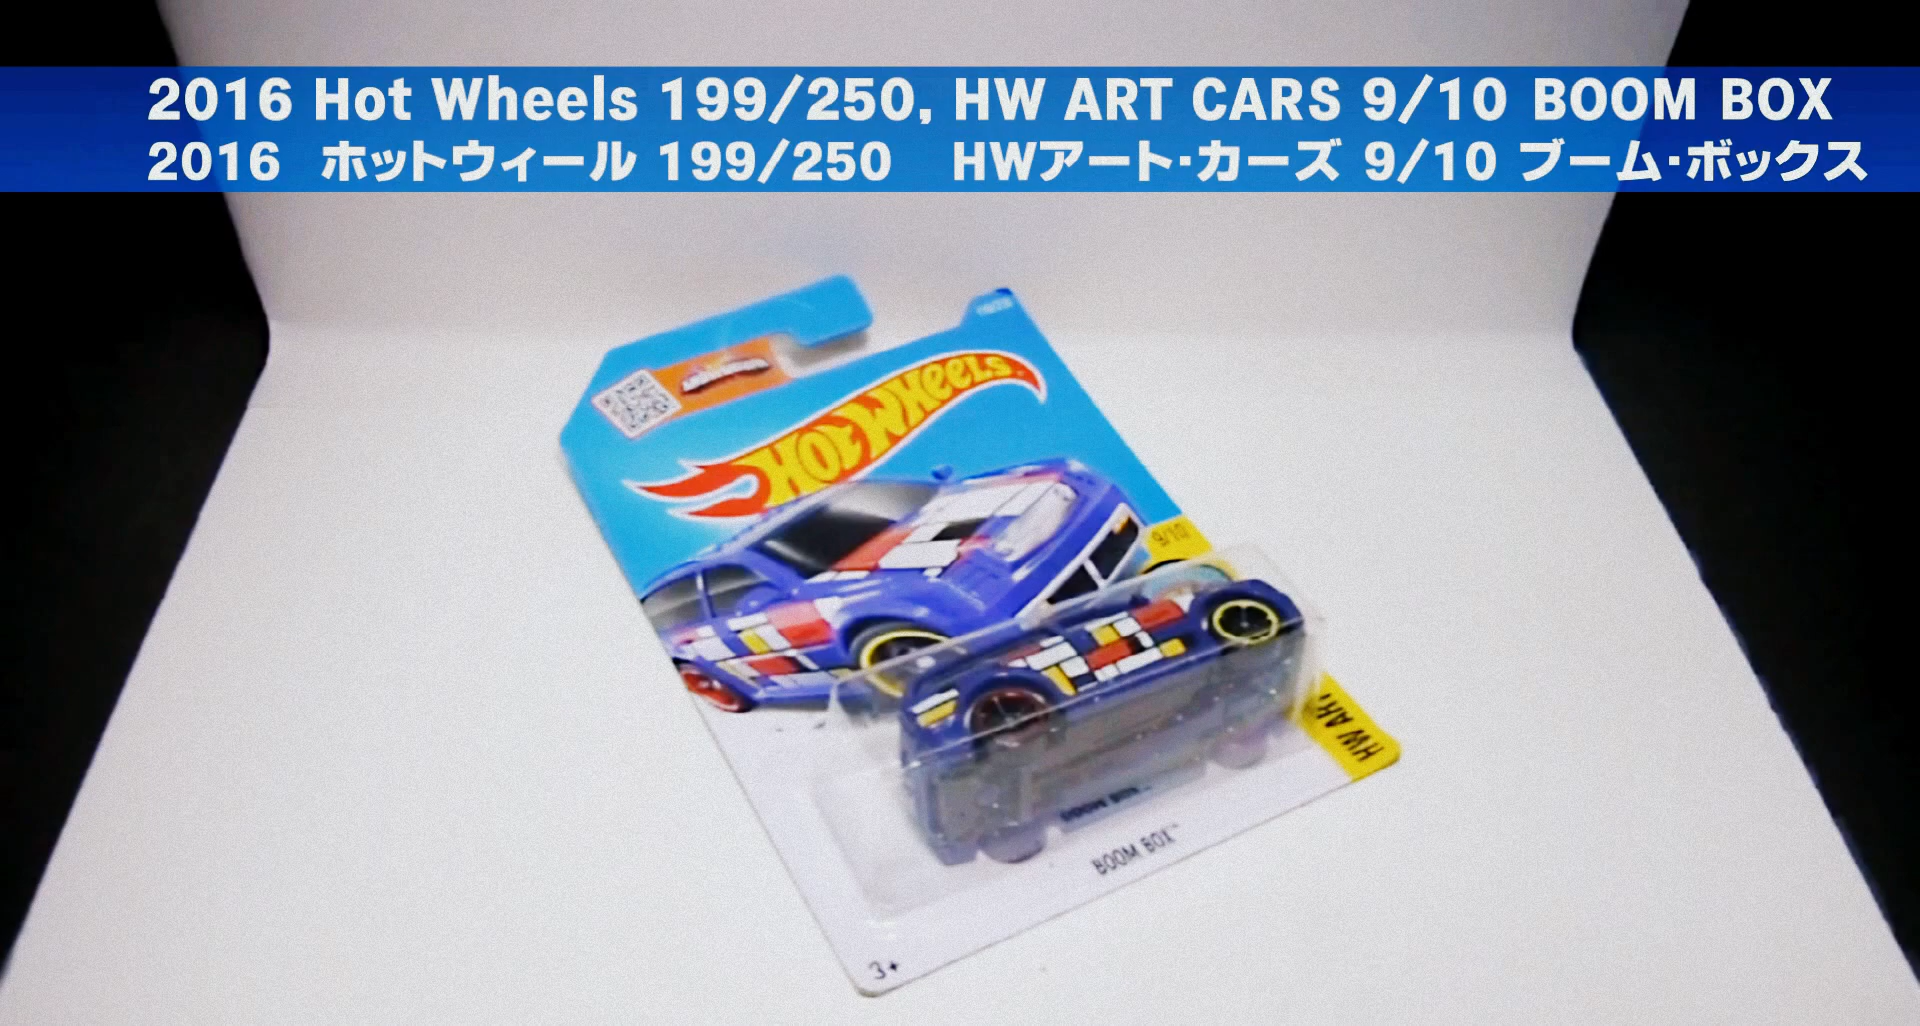 2016 Hot Wheels 199/250, HW ART CARS 9/10 BOOM BOX
2016 ホットウィール 199/250 HWアート・カーズ 9/10 ブーム・ボックス
HOT WHEELS
9/10
HW ART
BOOM BOX™
3+